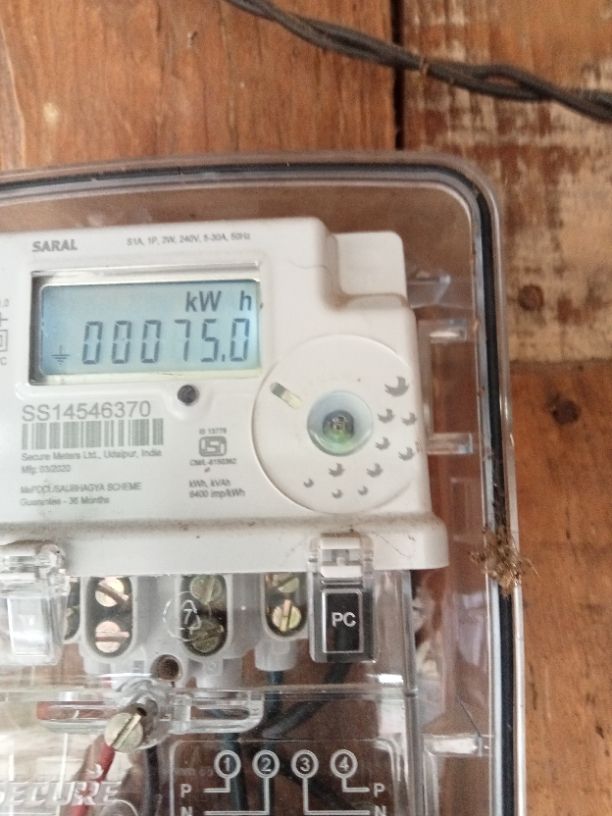 SARAL
S1A, 1P, 2W, 240V, 5-30A, 50Hz
kW h
00075.0
SS14546370
Secure Meters Ltd., Udaipur, India
Mfg. 03/2020
IS 13779
CM/L-8150362
SAUBHAGYA SCHEME
Guarantee - 36 Months
kWh, kVAh
6400 imp/kWh
PC
1 2 3 4
P P
N N
SECURE